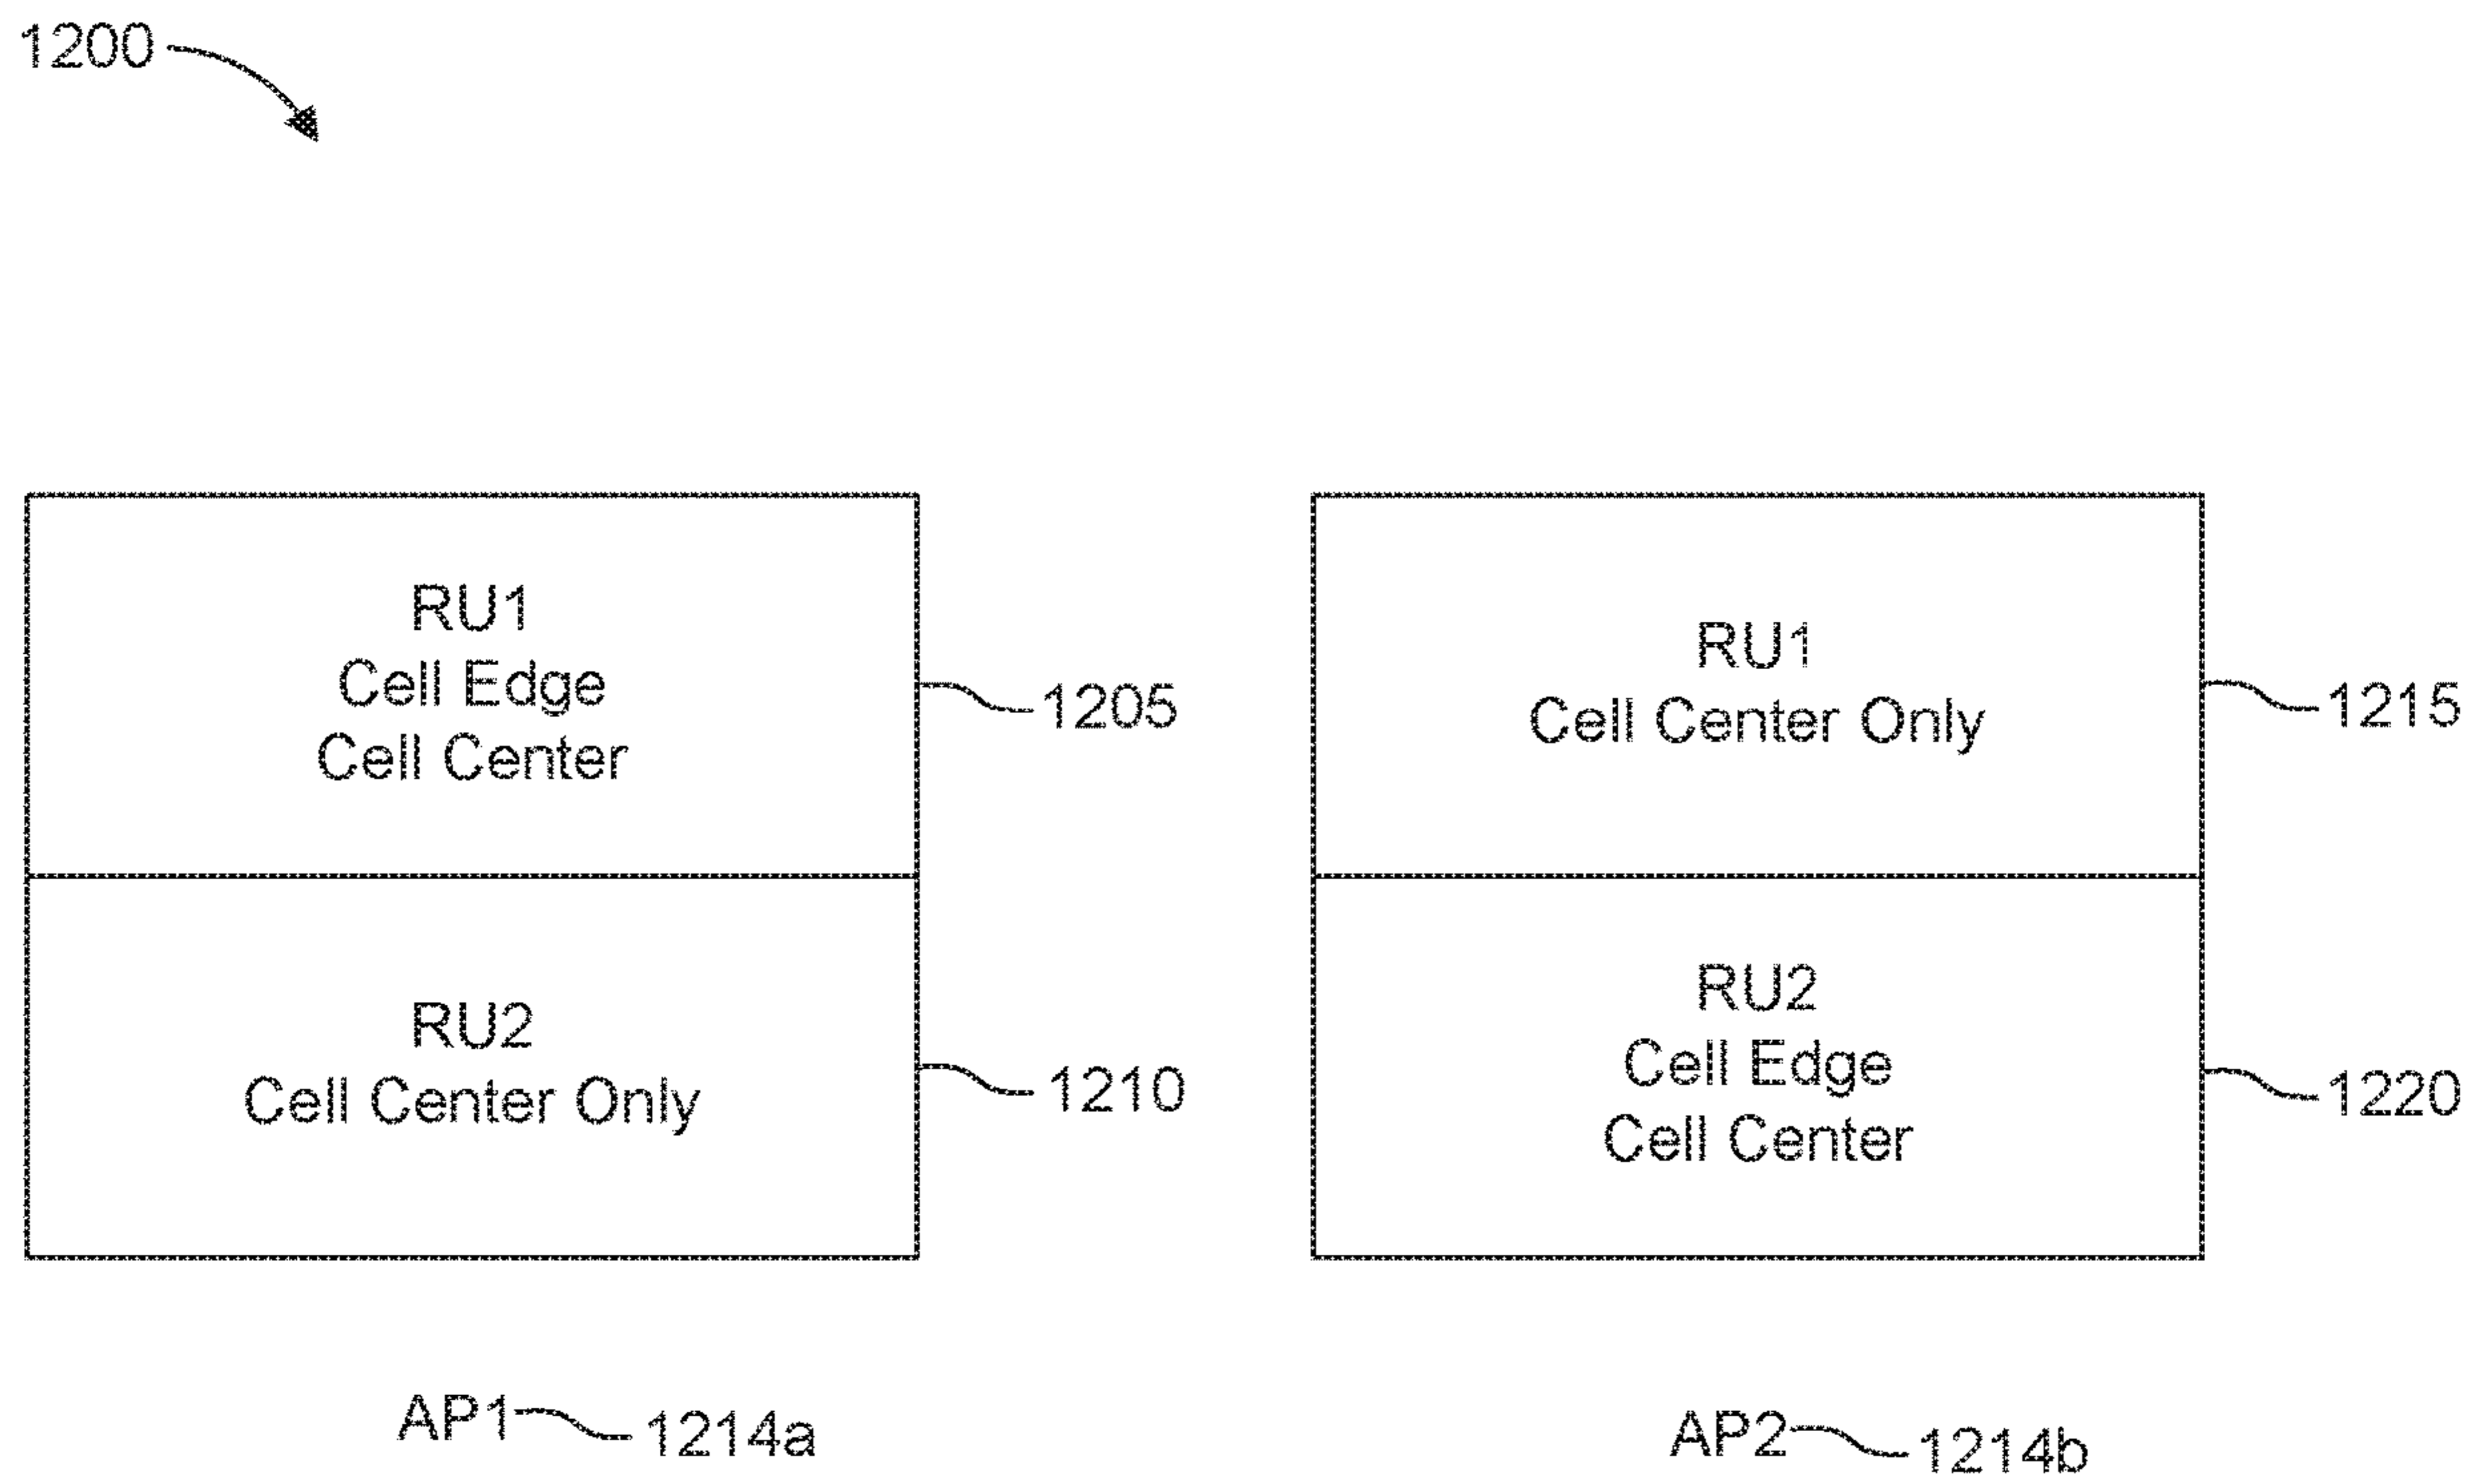 1200
RU1
Cell Edge
Cell Center
1205
RU2
Cell Center Only
1210
AP1
1214a
RU1
Cell Center Only
1215
RU2
Cell Edge
Cell Center
1220
AP2
1214b